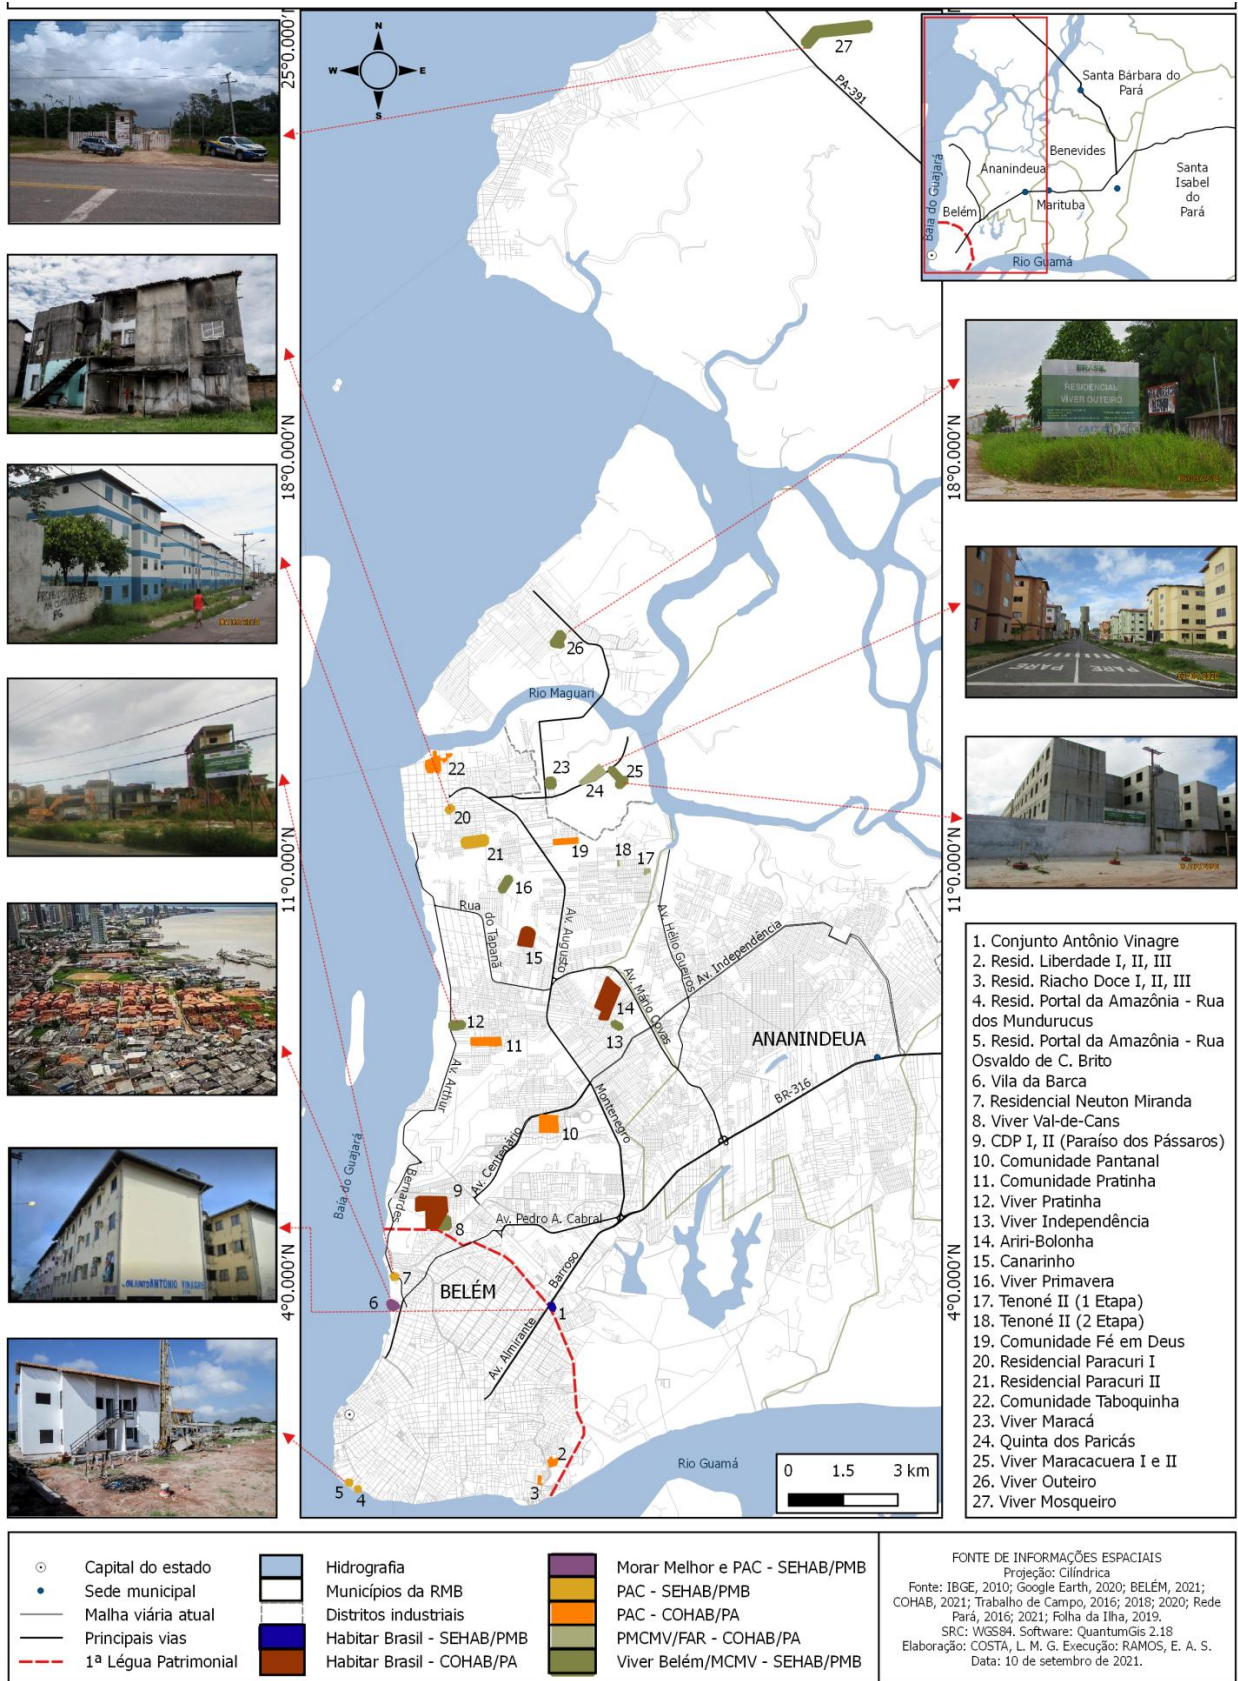 N
W
E
S
25°0.000'N
18°0.000'N
11°0.000'N
4°0.000'N
18°0.000'N
11°0.000'N
4°0.000'N
27
PA-391
Santa Bárbara do
Pará
Benevides
Ananindeua
Santa
Isabel
do
Pará
Marituba
Belém
Baía do Guajará
Rio Guamá
BRASIL
RESIDENCIAL
VIVER OUTEIRO
CAIXA
PARE
PARE
26
Rio Maguari
22
23
24
25
20
21
19
18
17
16
Rua
do Tapanã
15
Av. Augusto
Av. Hélio Gueiros
Av. Independência
Av. Mário Covas
14
13
12
11
ANANINDEUA
Av. Arthur
Montenegro
BR-316
10
Av. Centenário
Baía do Guajará
Bernardes
9
8
Av. Pedro A. Cabral
7
6
BELÉM
Barroso
1
Av. Almirante
2
3
5
4
Rio Guamá
0 1.5 3 km
CONJUNTO ANTÔNIO VINAGRE
1. Conjunto Antônio Vinagre
2. Resid. Liberdade I, II, III
3. Resid. Riacho Doce I, II, III
4. Resid. Portal da Amazônia - Rua
dos Mundurucus
5. Resid. Portal da Amazônia - Rua
Osvaldo de C. Brito
6. Vila da Barca
7. Residencial Neuton Miranda
8. Viver Val-de-Cans
9. CDP I, II (Paraíso dos Pássaros)
10. Comunidade Pantanal
11. Comunidade Pratinha
12. Viver Pratinha
13. Viver Independência
14. Ariri-Bolonha
15. Canarinho
16. Viver Primavera
17. Tenoné II (1 Etapa)
18. Tenoné II (2 Etapa)
19. Comunidade Fé em Deus
20. Residencial Paracuri I
21. Residencial Paracuri II
22. Comunidade Taboquinha
23. Viver Maracá
24. Quinta dos Paricás
25. Viver Maracacuera I e II
26. Viver Outeiro
27. Viver Mosqueiro
Capital do estado
Sede municipal
Malha viária atual
Principais vias
1ª Légua Patrimonial
Hidrografia
Municípios da RMB
Distritos industriais
Habitar Brasil - SEHAB/PMB
Habitar Brasil - COHAB/PA
Morar Melhor e PAC - SEHAB/PMB
PAC - SEHAB/PMB
PAC - COHAB/PA
PMCMV/FAR - COHAB/PA
Viver Belém/MCMV - SEHAB/PMB
FONTE DE INFORMAÇÕES ESPACIAIS
Projeção: Cilíndrica
Fonte: IBGE, 2010; Google Earth, 2020; BELÉM, 2021;
COHAB, 2021; Trabalho de Campo, 2016; 2018; 2020; Rede
Pará, 2016; 2021; Folha da Ilha, 2019.
SRC: WGS84. Software: QuantumGis 2.18
Elaboração: COSTA, L. M. G. Execução: RAMOS, E. A. S.
Data: 10 de setembro de 2021.